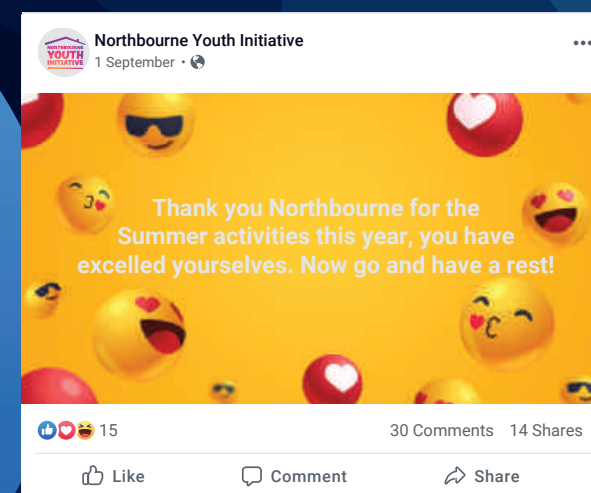 NORTHBOURNE
YOUTH
INITIATIVE
Northbourne Youth Initiative
1 September ·
Thank you Northbourne for the
Summer activities this year, you have
excelled yourselves. Now go and have a rest!
15
30 Comments 14 Shares
Like Comment Share